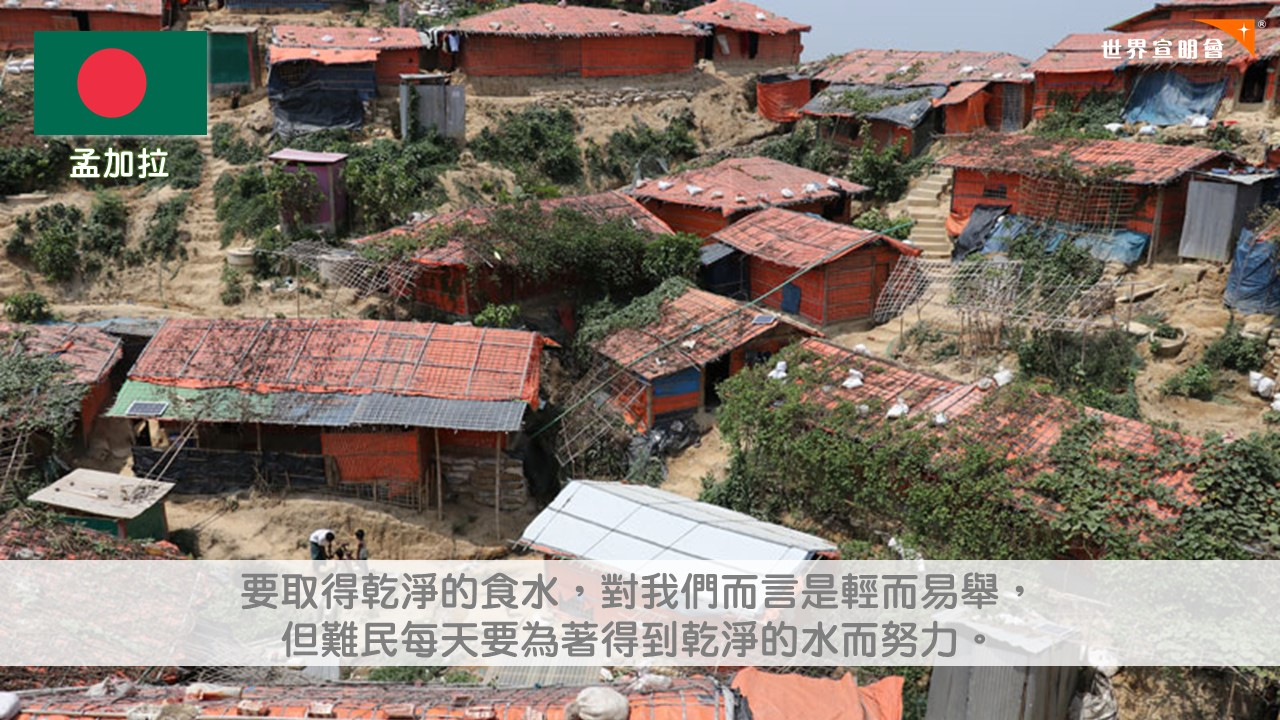 世界宣明會®
孟加拉
要取得乾淨的食水，對我們而言是輕而易舉，
但難民每天要為著得到乾淨的水而努力。